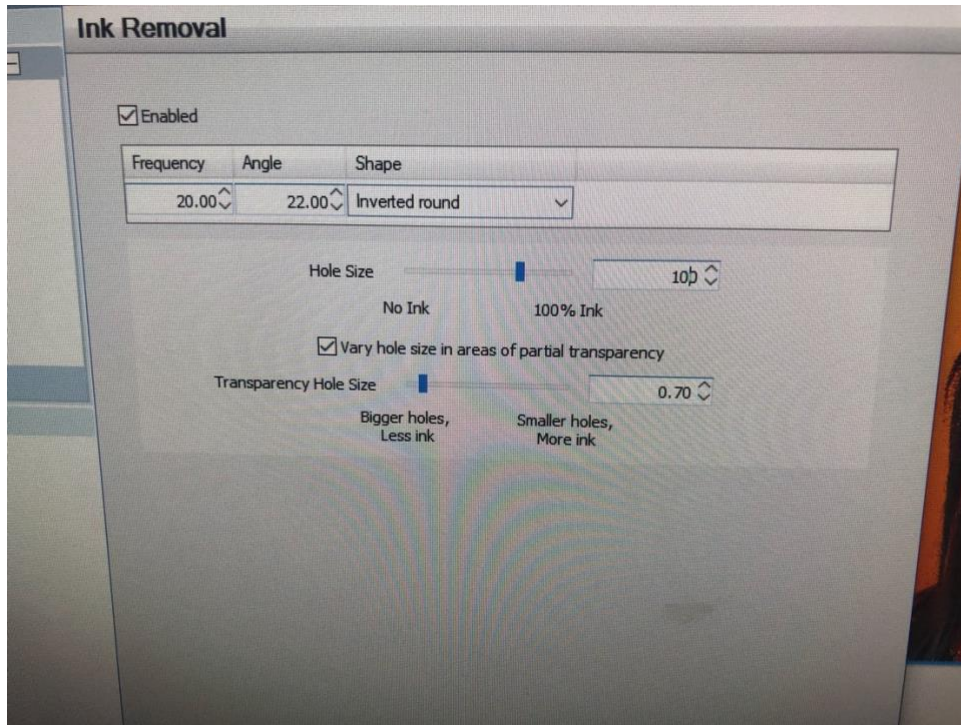 Ink Removal
Enabled
Frequency Angle Shape
20.00 22.00 Inverted round
Hole Size
No Ink 100% Ink
Vary hole size in areas of partial transparency
Transparency Hole Size 0.70
Bigger holes, Smaller holes,
Less ink More ink